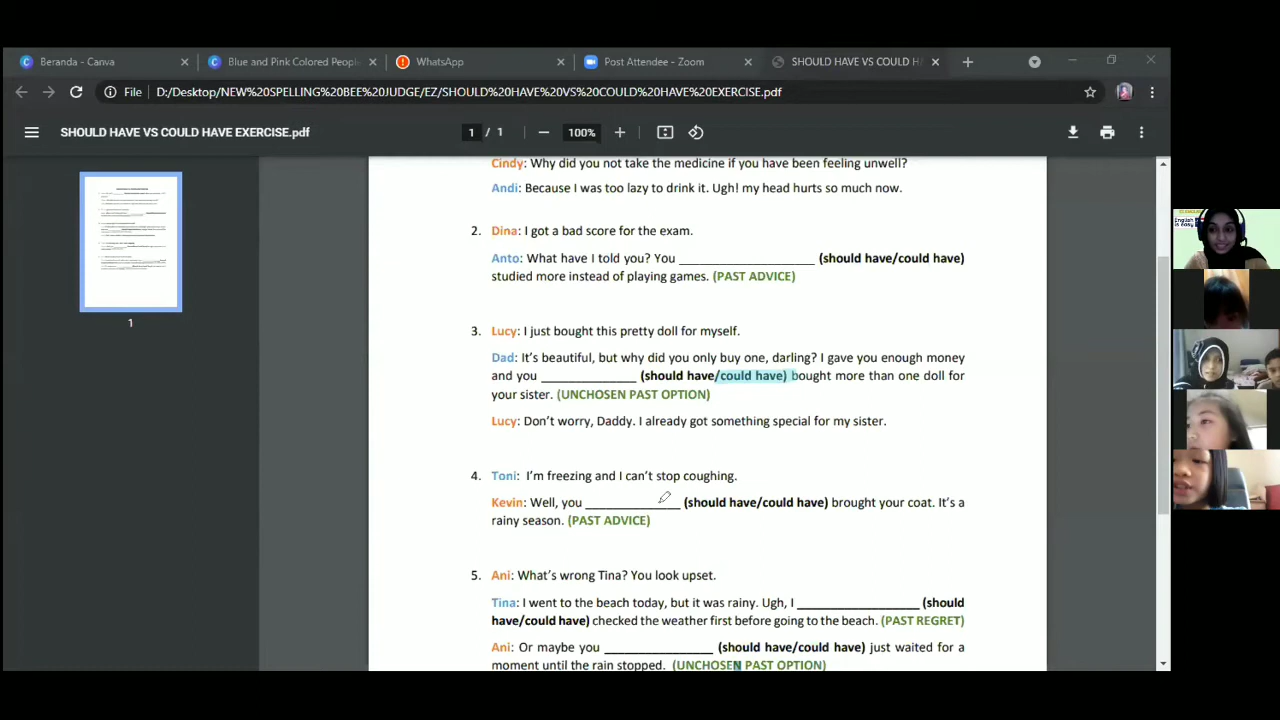 Beranda - Canva
Blue and Pink Colored People
WhatsApp
Post Attendee - Zoom
SHOULD HAVE VS COULD H
File
D:/Desktop/NEW%20SPELLING%20BEE%20JUDGE/EZ/SHOULD%20HAVE%20VS%20COULD%20HAVE%20EXERCISE.pdf
SHOULD HAVE VS COULD HAVE EXERCISE.pdf
1 / 1
100%
1
Cindy: Why did you not take the medicine if you have been feeling unwell?
Andi: Because I was too lazy to drink it. Ugh! my head hurts so much now.
2. Dina: I got a bad score for the exam.
Anto: What have I told you? You ____________________ (should have/could have)
studied more instead of playing games. (PAST ADVICE)
3. Lucy: I just bought this pretty doll for myself.
Dad: It's beautiful, but why did you only buy one, darling? I gave you enough money
and you ______________ (should have/could have) bought more than one doll for
your sister. (UNCHOSEN PAST OPTION)
Lucy: Don't worry, Daddy. I already got something special for my sister.
4. Toni: I'm freezing and I can't stop coughing.
Kevin: Well, you ______________ (should have/could have) brought your coat. It's a
rainy season. (PAST ADVICE)
5. Ani: What's wrong Tina? You look upset.
Tina: I went to the beach today, but it was rainy. Ugh, I __________________ (should
have/could have) checked the weather first before going to the beach. (PAST REGRET)
Ani: Or maybe you ________________ (should have/could have) just waited for a
moment until the rain stopped. (UNCHOSEN PAST OPTION)
English
is easy